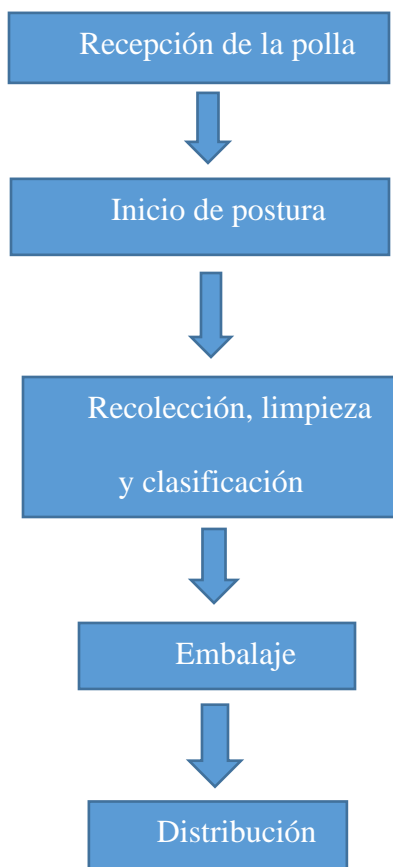 Recepción de la polla
Inicio de postura
Recolección, limpieza
y clasificación
Embalaje
Distribución